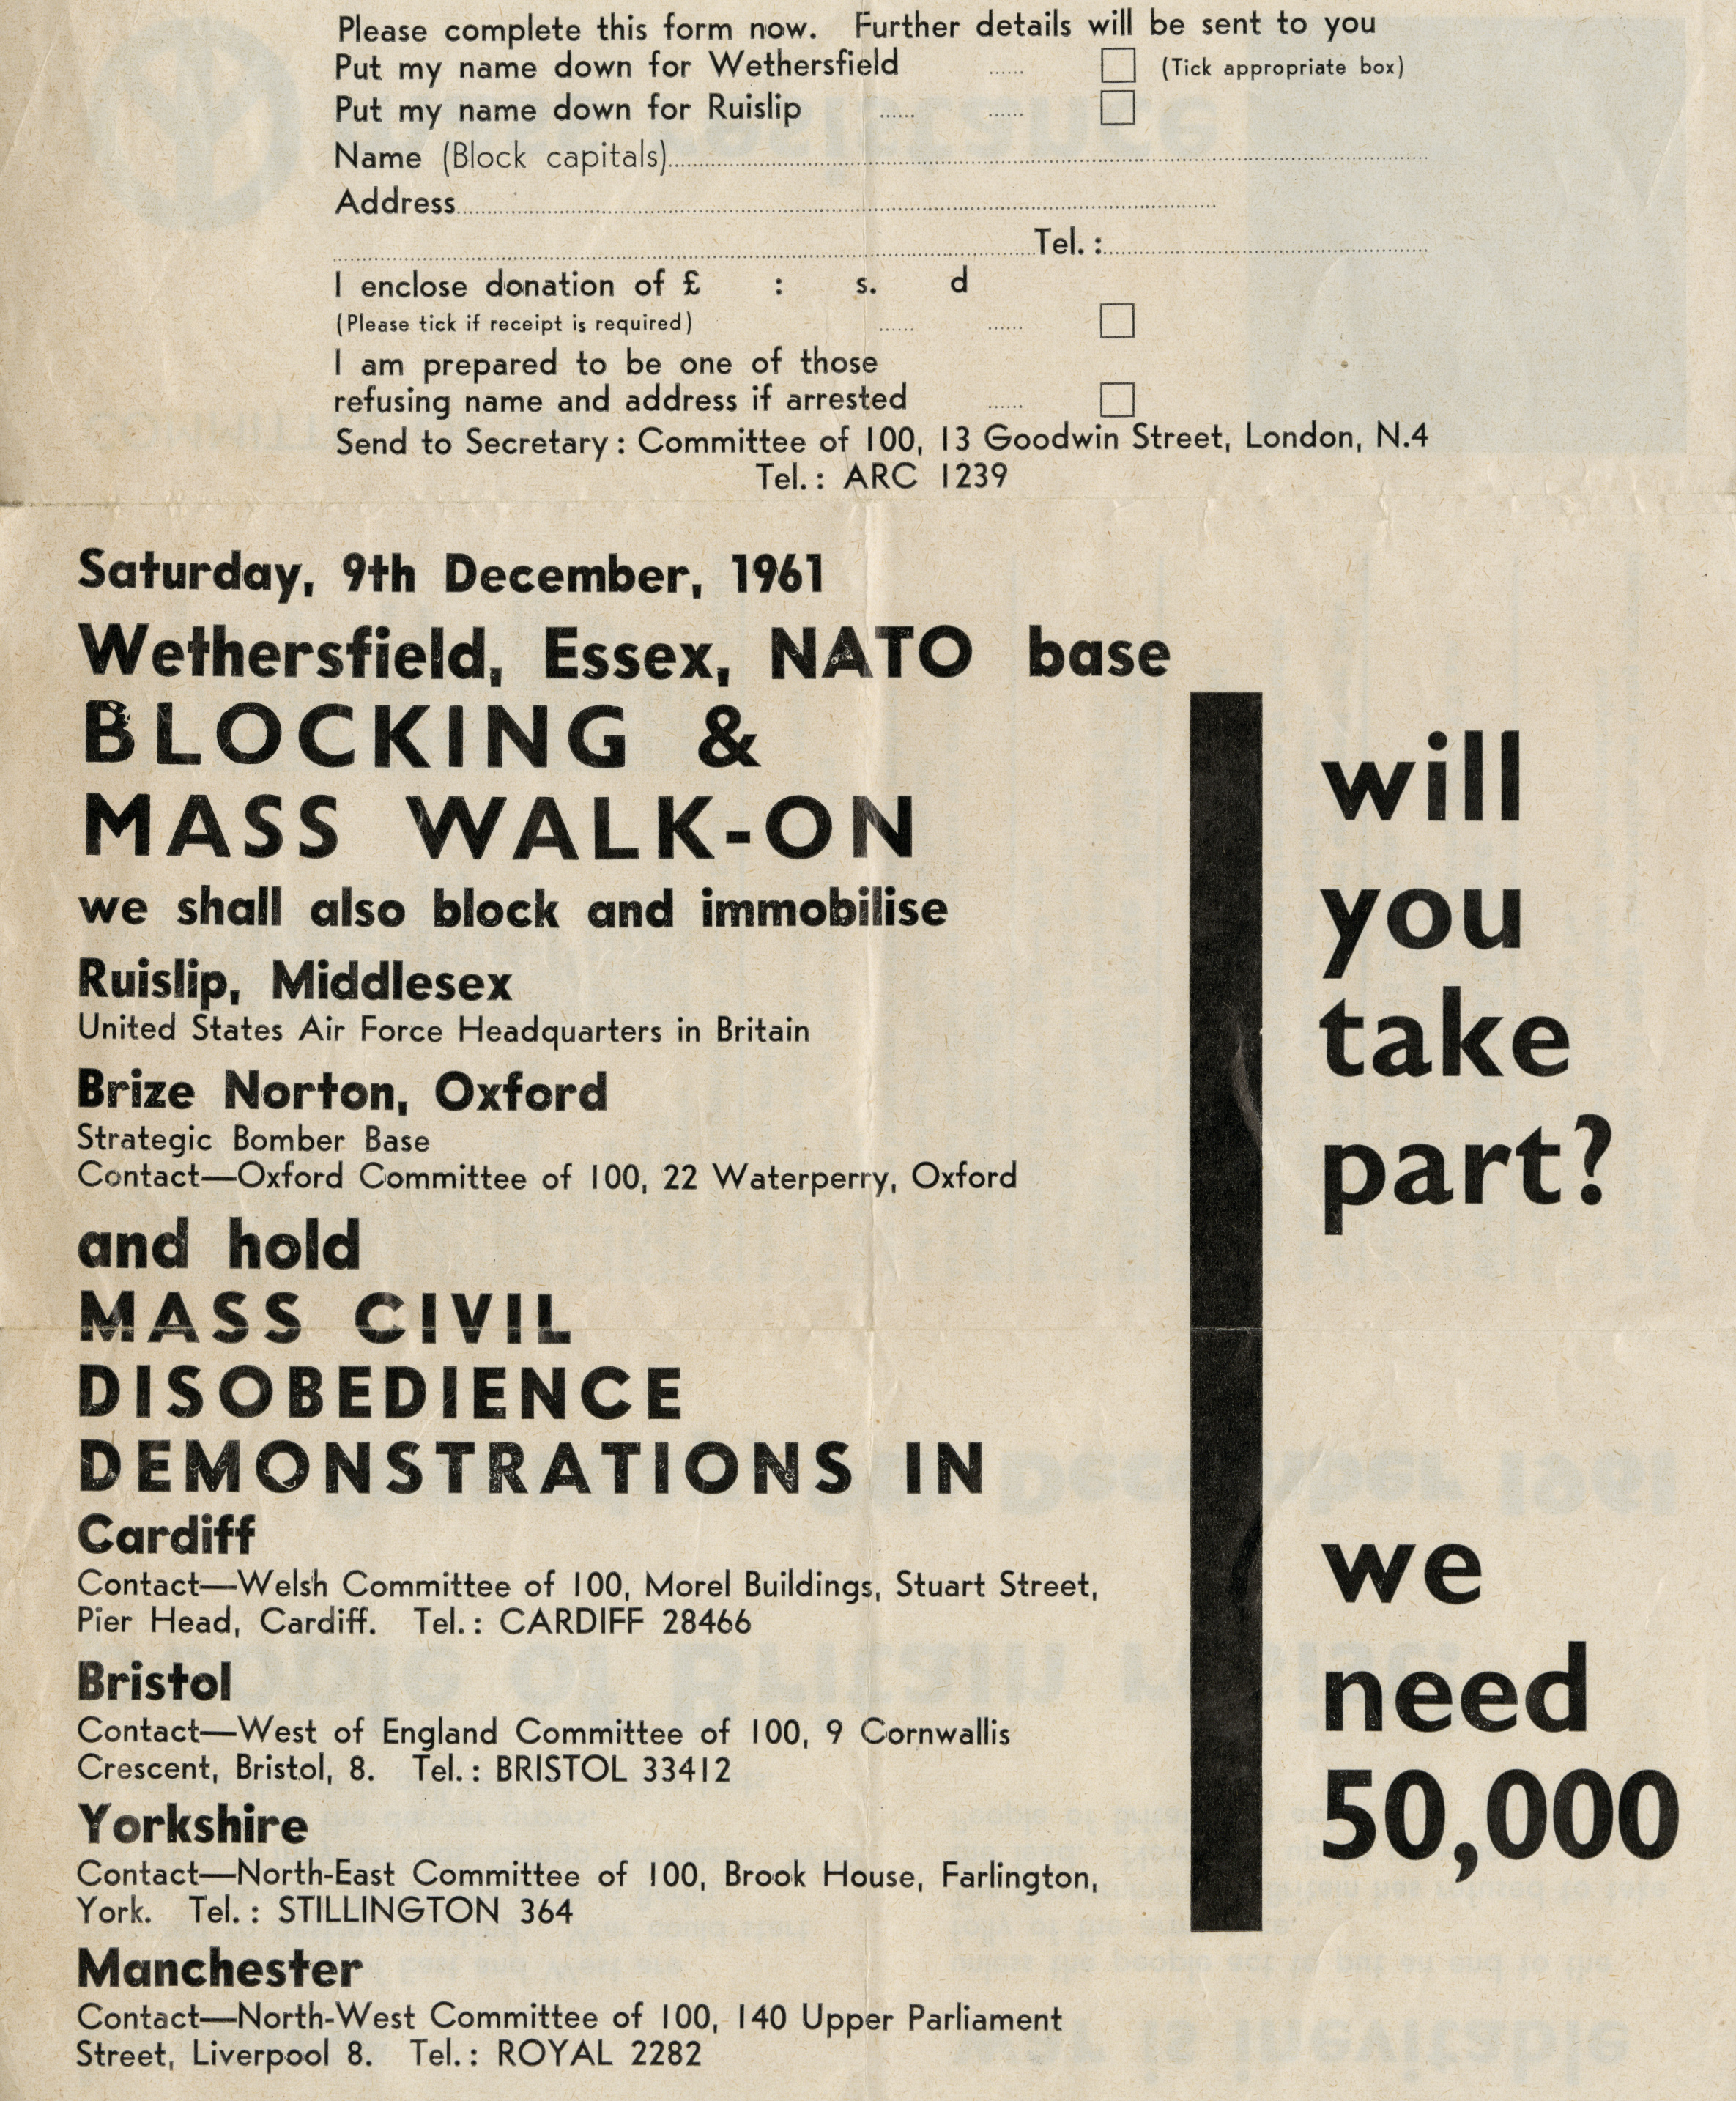 Please complete this form now. Further details will be sent to you
Put my name down for Wethersfield ...... (Tick appropriate box)
Put my name down for Ruislip ...... ......
Name (Block capitals)
Address
Tel. :
I enclose donation of £ : s. d
(Please tick if receipt is required) ...... ......
I am prepared to be one of those
refusing name and address if arrested ......
Send to Secretary : Committee of 100, 13 Goodwin Street, London, N.4
Tel. : ARC 1239
Saturday, 9th December, 1961
Wethersfield, Essex, NATO base
BLOCKING &
MASS WALK-ON
we shall also block and immobilise
Ruislip, Middlesex
United States Air Force Headquarters in Britain
Brize Norton, Oxford
Strategic Bomber Base
Contact—Oxford Committee of 100, 22 Waterperry, Oxford
and hold
MASS CIVIL
DISOBEDIENCE
DEMONSTRATIONS IN
Cardiff
Contact—Welsh Committee of 100, Morel Buildings, Stuart Street,
Pier Head, Cardiff. Tel. : CARDIFF 28466
Bristol
Contact—West of England Committee of 100, 9 Cornwallis
Crescent, Bristol, 8. Tel. : BRISTOL 33412
Yorkshire
Contact—North-East Committee of 100, Brook House, Farlington,
York. Tel. : STILLINGTON 364
Manchester
Contact—North-West Committee of 100, 140 Upper Parliament
Street, Liverpool 8. Tel. : ROYAL 2282
will
you
take
part?
we
need
50,000